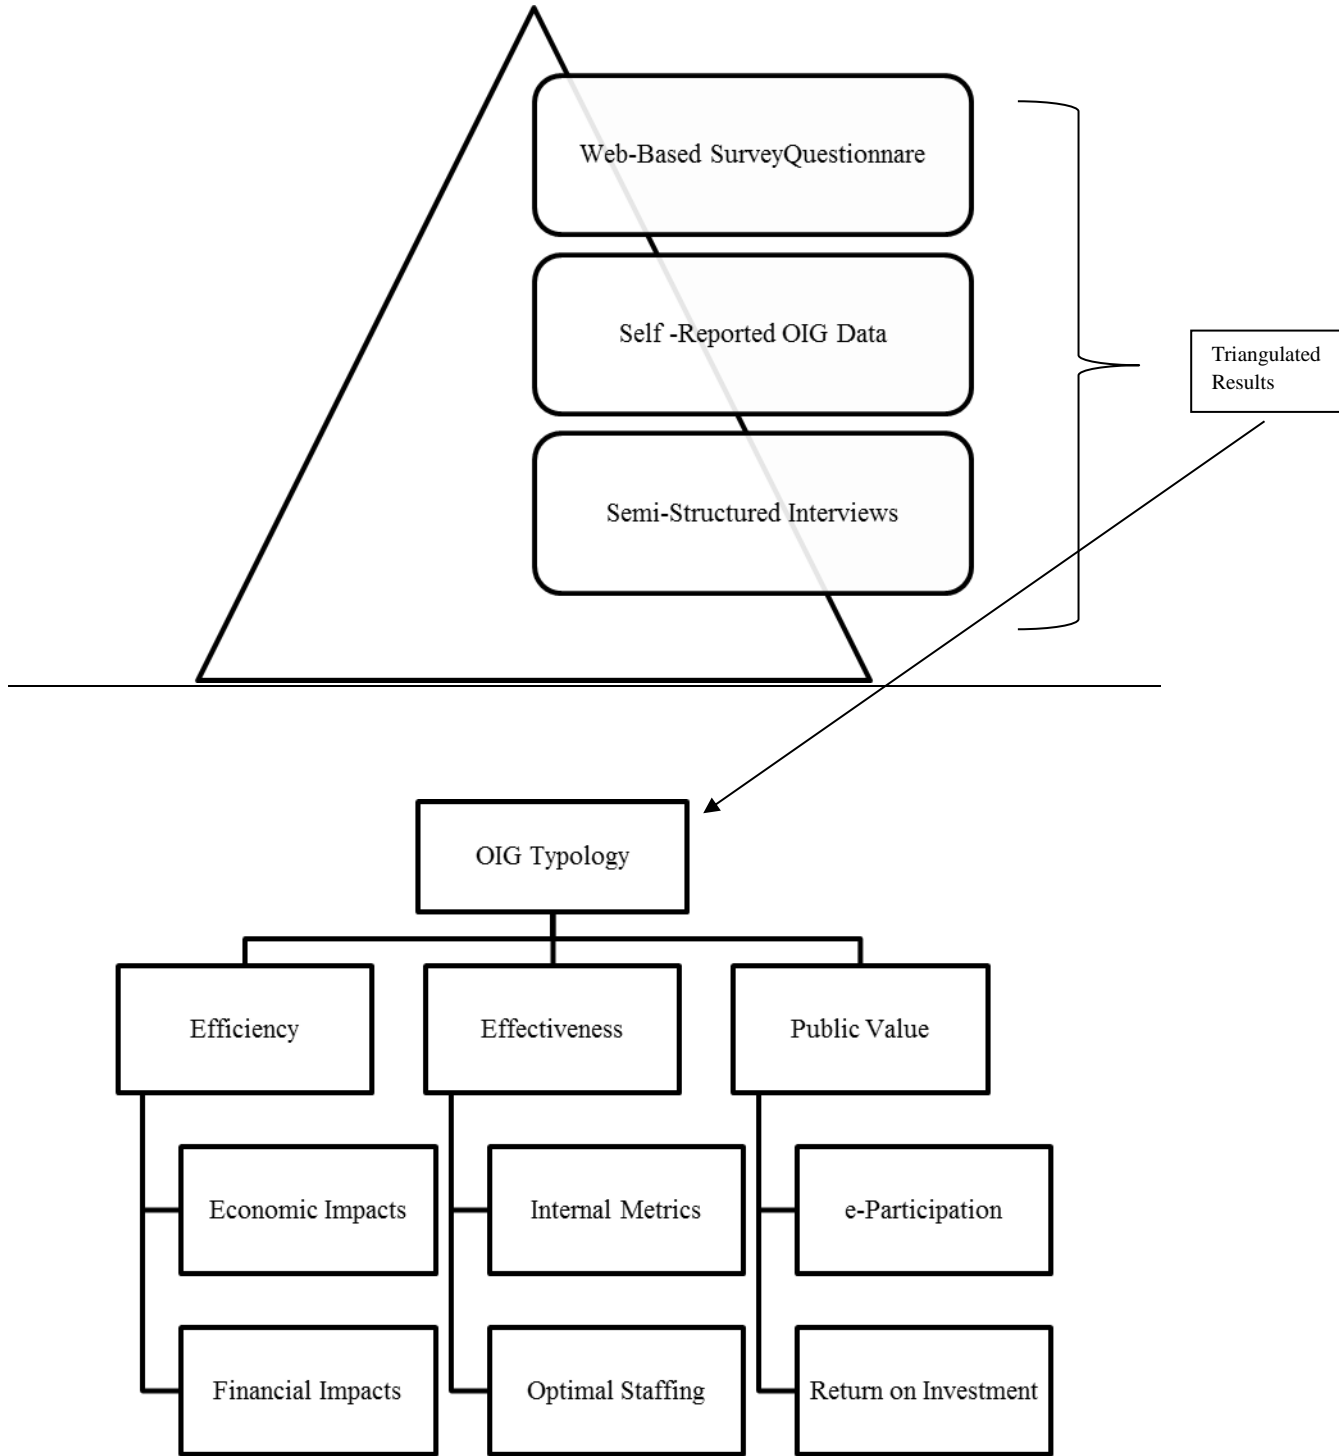 Web-Based SurveyQuestionnare
Self -Reported OIG Data
Triangulated
Results
Semi-Structured Interviews
OIG Typology
Efficiency
Effectiveness
Public Value
Economic Impacts
Internal Metrics
e-Participation
Financial Impacts
Optimal Staffing
Return on Investment